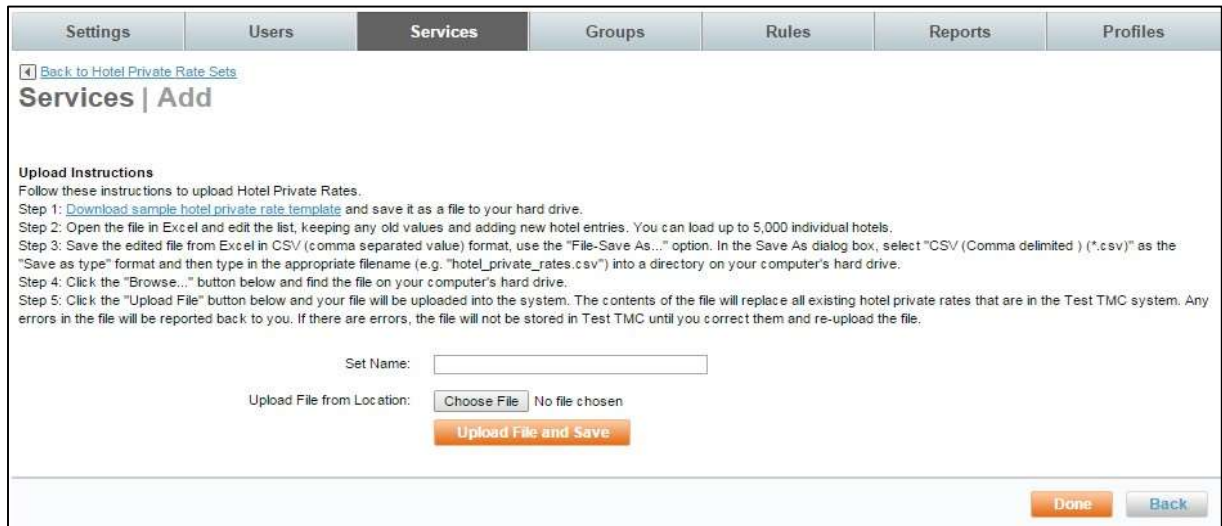 Settings Users Services Groups Rules Reports Profiles
Back to Hotel Private Rate Sets
Services | Add
Upload Instructions
Follow these instructions to upload Hotel Private Rates.
Step 1: Download sample hotel private rate template and save it as a file to your hard drive.
Step 2: Open the file in Excel and edit the list, keeping any old values and adding new hotel entries. You can load up to 5,000 individual hotels.
Step 3: Save the edited file from Excel in CSV (comma separated value) format, use the "File-Save As..." option. In the Save As dialog box, select "CSV (Comma delimited ) (*.csv)" as the
"Save as type" format and then type in the appropriate filename (e.g. "hotel_private_rates.csv") into a directory on your computer's hard drive.
Step 4: Click the "Browse..." button below and find the file on your computer's hard drive.
Step 5: Click the "Upload File" button below and your file will be uploaded into the system. The contents of the file will replace all existing hotel private rates that are in the Test TMC system. Any
errors in the file will be reported back to you. If there are errors, the file will not be stored in Test TMC until you correct them and re-upload the file.
Set Name:
Upload File from Location: Choose File No file chosen
Upload File and Save
Done Back